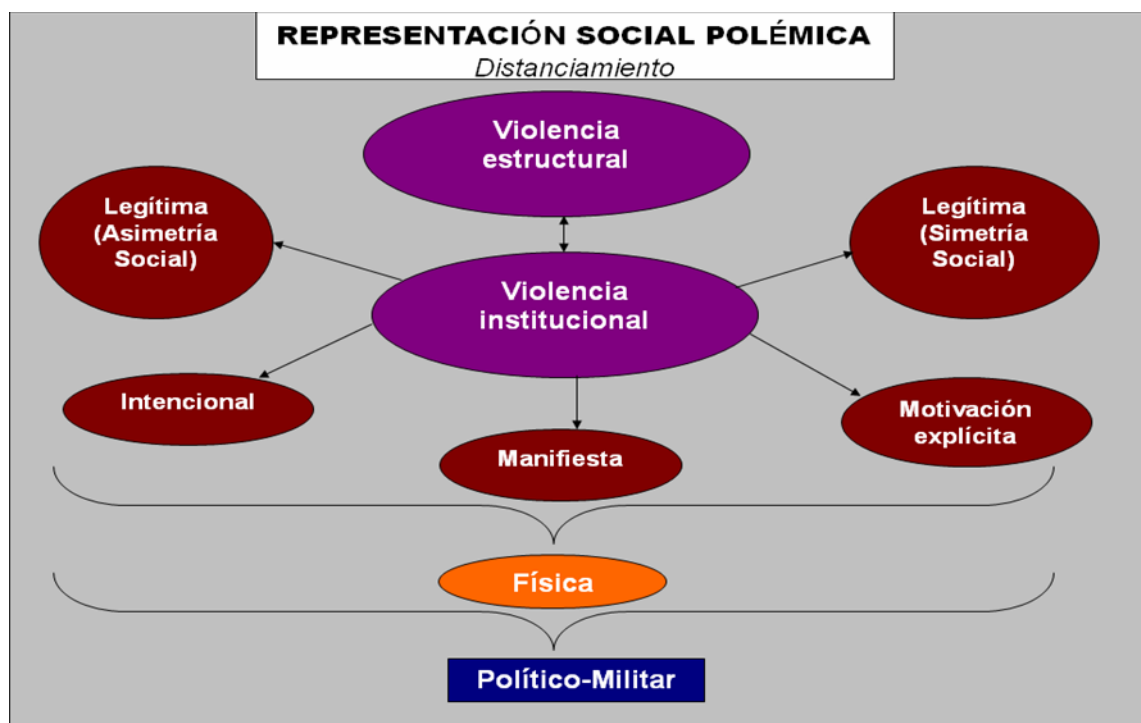 REPRESENTACIÓN SOCIAL POLÉMICA
Distanciamiento
Violencia
estructural
Legítima
(Asimetría
Social)
Legítima
(Simetría
Social)
Violencia
institucional
Intencional
Manifiesta
Motivación
explícita
Física
Político-Militar